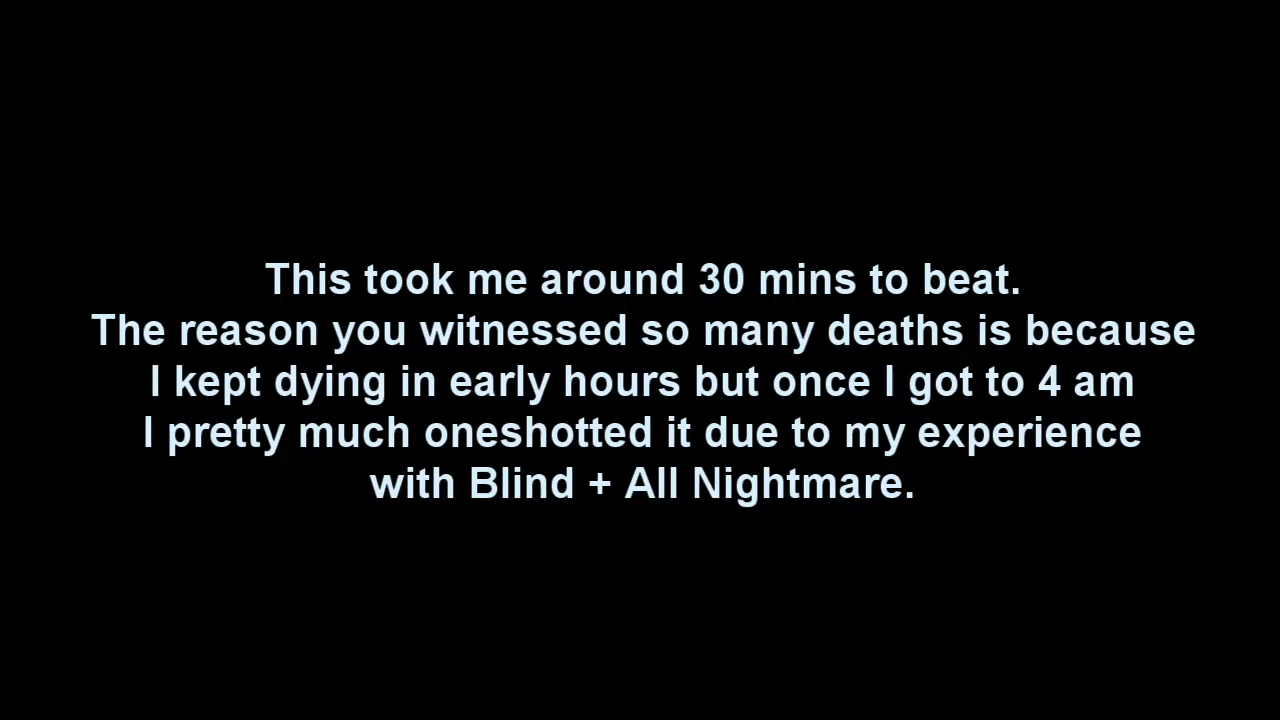 This took me around 30 mins to beat.
The reason you witnessed so many deaths is because
I kept dying in early hours but once I got to 4 am
I pretty much oneshotted it due to my experience
with Blind + All Nightmare.